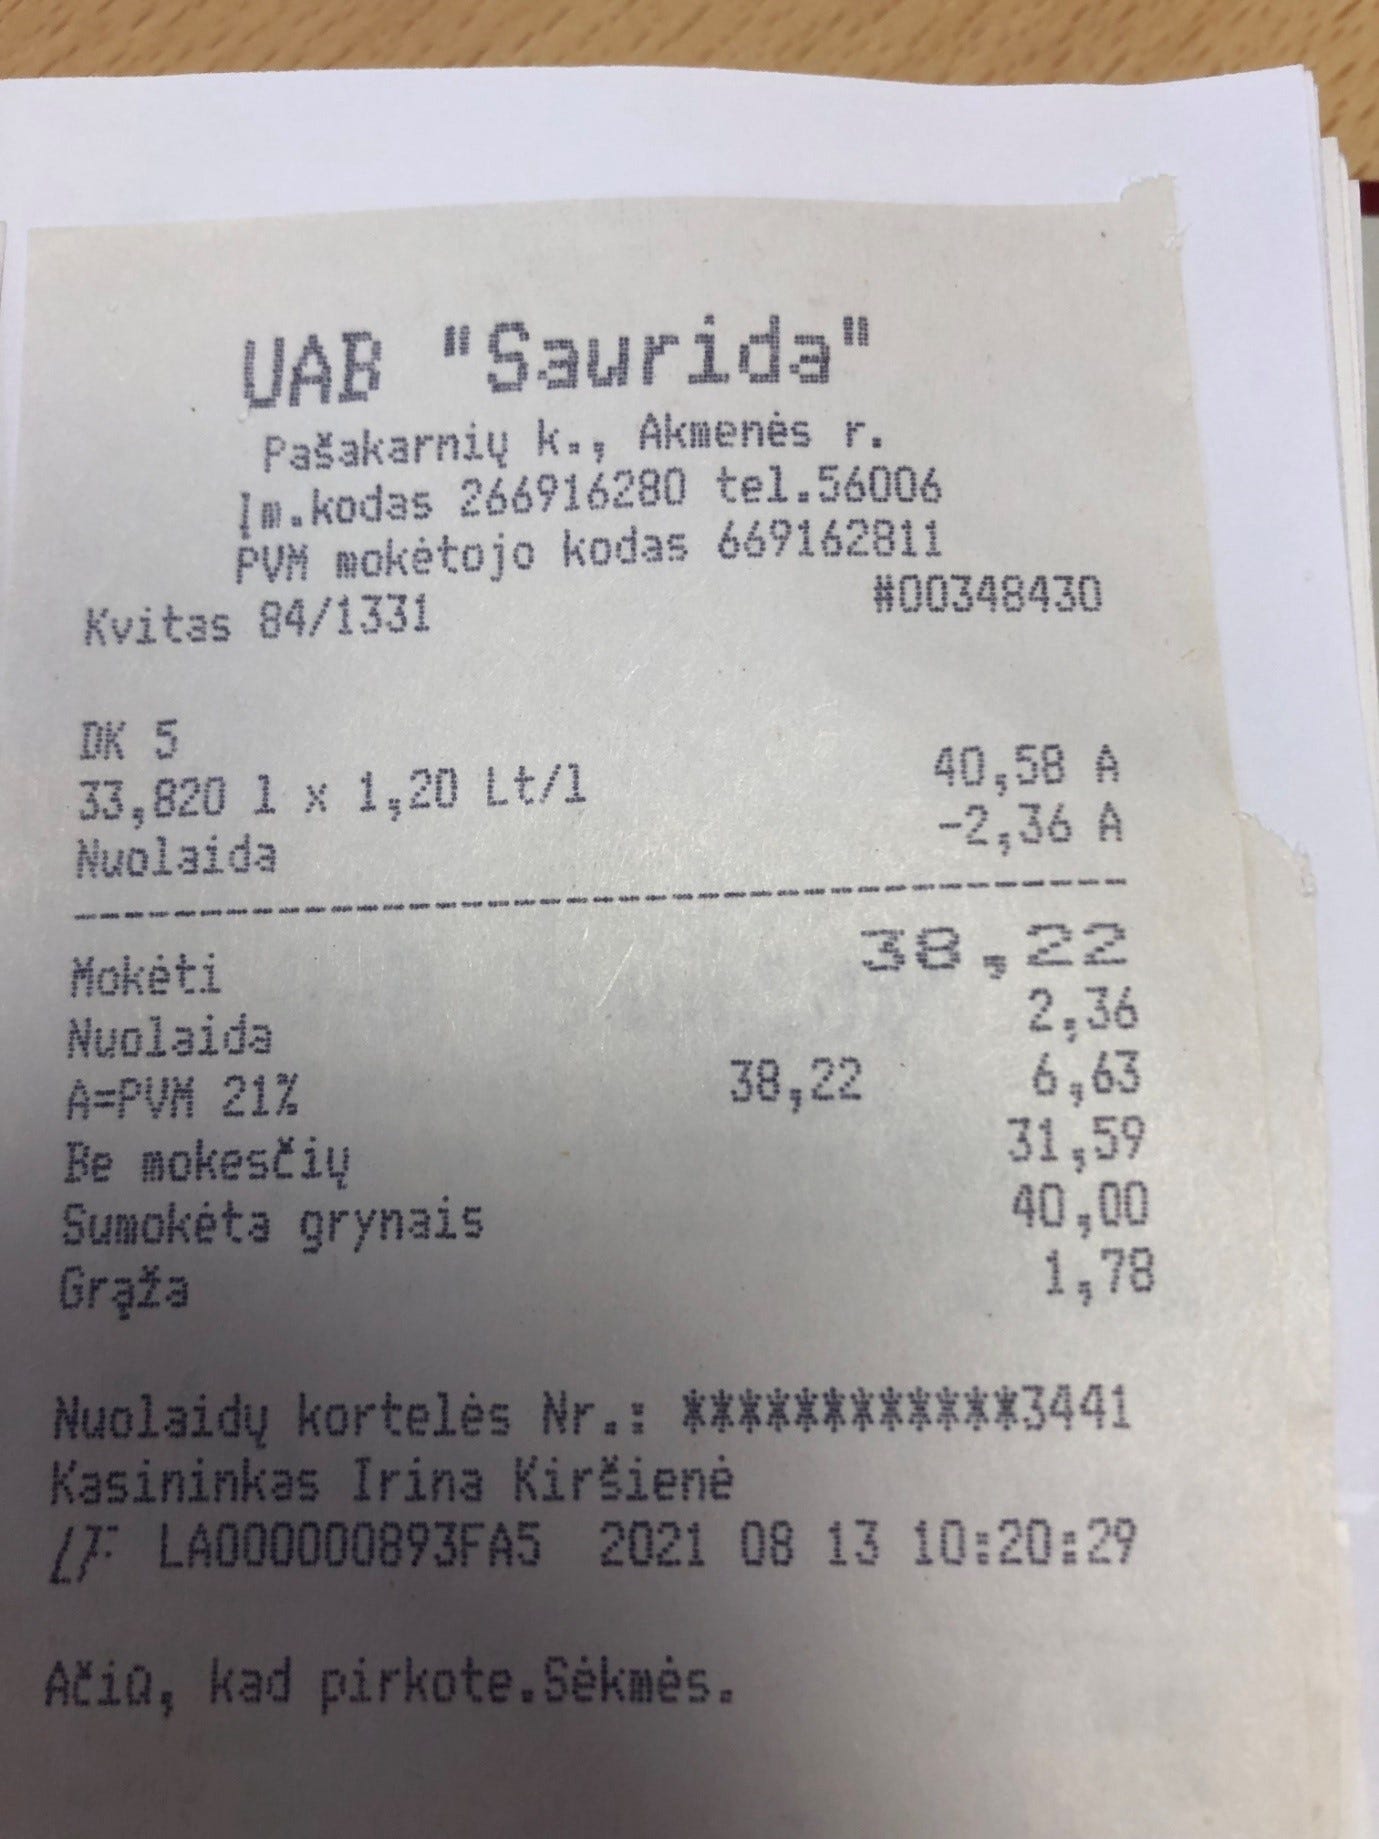 UAB "Saurida"
Pašakarnių k., Akmenės r.
Įm.kodas 266916280 tel.56006
PVM mokėtojo kodas 669162811
Kvitas 84/1331 #00348430
DK 5
33,820 l x 1,20 Lt/l 40,58 A
Nuolaida -2,36 A
Mokėti 38,22
Nuolaida 2,36
A=PVM 21% 38,22 6,63
Be mokesčių 31,59
Sumokėta grynais 40,00
Grąža 1,78
Nuolaidų kortelės Nr.: ************3441
Kasininkas Irina Kiršienė
LF LA000000893FA5 2021 08 13 10:20:29
Ačiū, kad pirkote.Sėkmės.